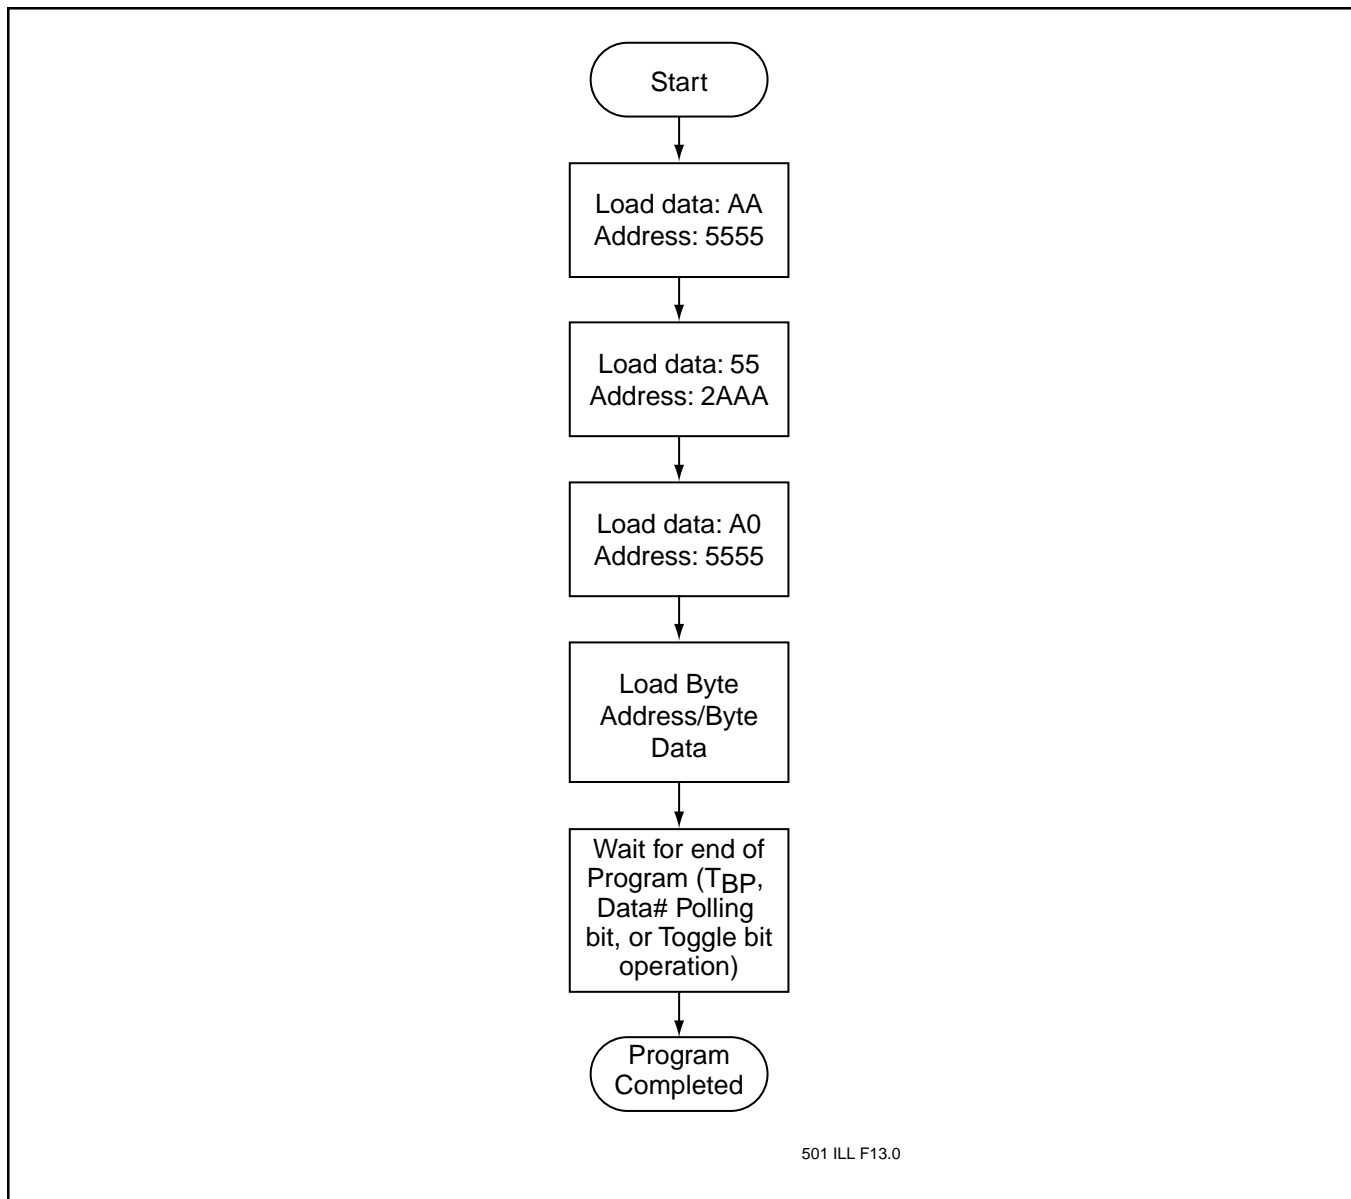 Start
Load data: AA
Address: 5555
Load data: 55
Address: 2AAA
Load data: A0
Address: 5555
Load Byte
Address/Byte
Data
Wait for end of
Program (TBP,
Data# Polling
bit, or Toggle bit
operation)
Program
Completed
501 ILL F13.0